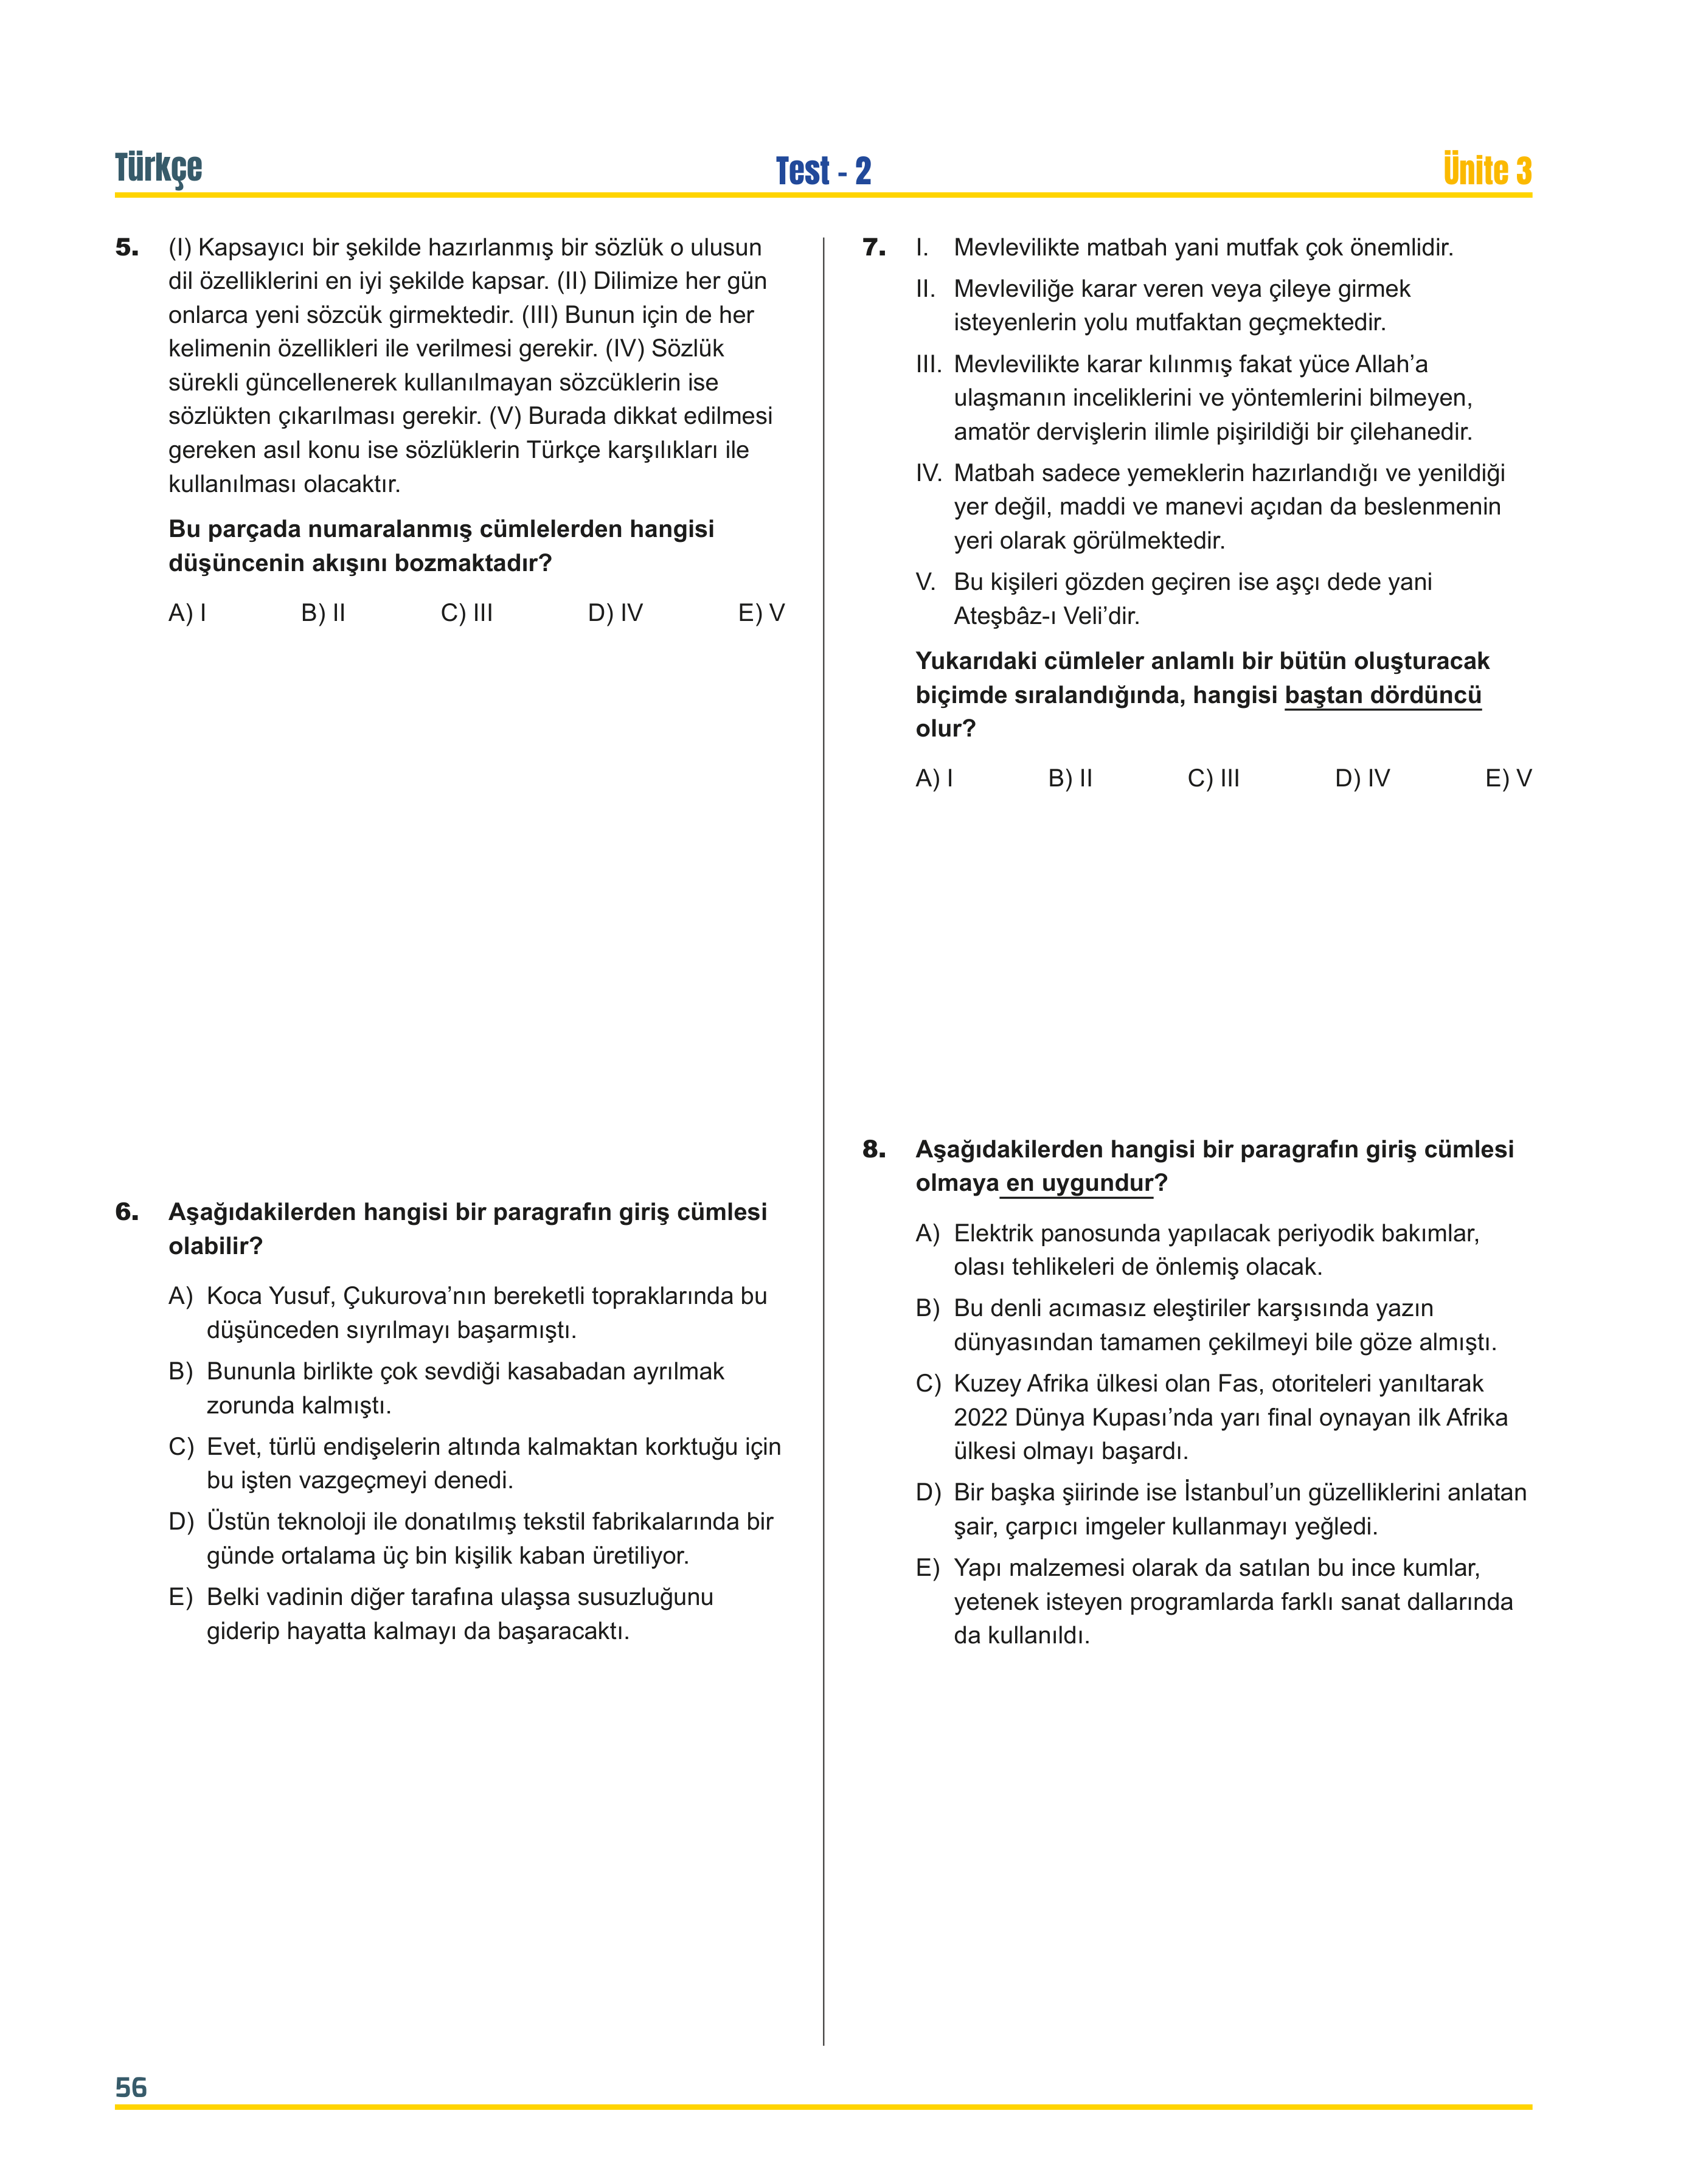 Türkçe
Test - 2
Ünite 3
5. (I) Kapsayıcı bir şekilde hazırlanmış bir sözlük o ulusun
dil özelliklerini en iyi şekilde kapsar. (II) Dilimize her gün
onlarca yeni sözcük girmektedir. (III) Bunun için de her
kelimenin özellikleri ile verilmesi gerekir. (IV) Sözlük
sürekli güncellenerek kullanılmayan sözcüklerin ise
sözlükten çıkarılması gerekir. (V) Burada dikkat edilmesi
gereken asıl konu ise sözlüklerin Türkçe karşılıkları ile
kullanılması olacaktır.
Bu parçada numaralanmış cümlelerden hangisi
düşüncenin akışını bozmaktadır?
A) I B) II C) III D) IV E) V
6. Aşağıdakilerden hangisi bir paragrafın giriş cümlesi
olabilir?
A) Koca Yusuf, Çukurova’nın bereketli topraklarında bu
düşünceden sıyrılmayı başarmıştı.
B) Bununla birlikte çok sevdiği kasabadan ayrılmak
zorunda kalmıştı.
C) Evet, türlü endişelerin altında kalmaktan korktuğu için
bu işten vazgeçmeyi denedi.
D) Üstün teknoloji ile donatılmış tekstil fabrikalarında bir
günde ortalama üç bin kişilik kaban üretiliyor.
E) Belki vadinin diğer tarafına ulaşsa susuzluğunu
giderip hayatta kalmayı da başaracaktı.
7. I. Mevlevilikte matbah yani mutfak çok önemlidir.
II. Mevleviliğe karar veren veya çileye girmek
isteyenlerin yolu mutfaktan geçmektedir.
III. Mevlevilikte karar kılınmış fakat yüce Allah’a
ulaşmanın inceliklerini ve yöntemlerini bilmeyen,
amatör dervişlerin ilimle pişirildiği bir çilehanedir.
IV. Matbah sadece yemeklerin hazırlandığı ve yenildiği
yer değil, maddi ve manevi açıdan da beslenmenin
yeri olarak görülmektedir.
V. Bu kişileri gözden geçiren ise aşçı dede yani
Ateşbâz-ı Veli’dir.
Yukarıdaki cümleler anlamlı bir bütün oluşturacak
biçimde sıralandığında, hangisi baştan dördüncü
olur?
A) I B) II C) III D) IV E) V
8. Aşağıdakilerden hangisi bir paragrafın giriş cümlesi
olmaya en uygundur?
A) Elektrik panosunda yapılacak periyodik bakımlar,
olası tehlikeleri de önlemiş olacak.
B) Bu denli acımasız eleştiriler karşısında yazın
dünyasından tamamen çekilmeyi bile göze almıştı.
C) Kuzey Afrika ülkesi olan Fas, otoriteleri yanıltarak
2022 Dünya Kupası’nda yarı final oynayan ilk Afrika
ülkesi olmayı başardı.
D) Bir başka şiirinde ise İstanbul’un güzelliklerini anlatan
şair, çarpıcı imgeler kullanmayı yeğledi.
E) Yapı malzemesi olarak da satılan bu ince kumlar,
yetenek isteyen programlarda farklı sanat dallarında
da kullanıldı.
56